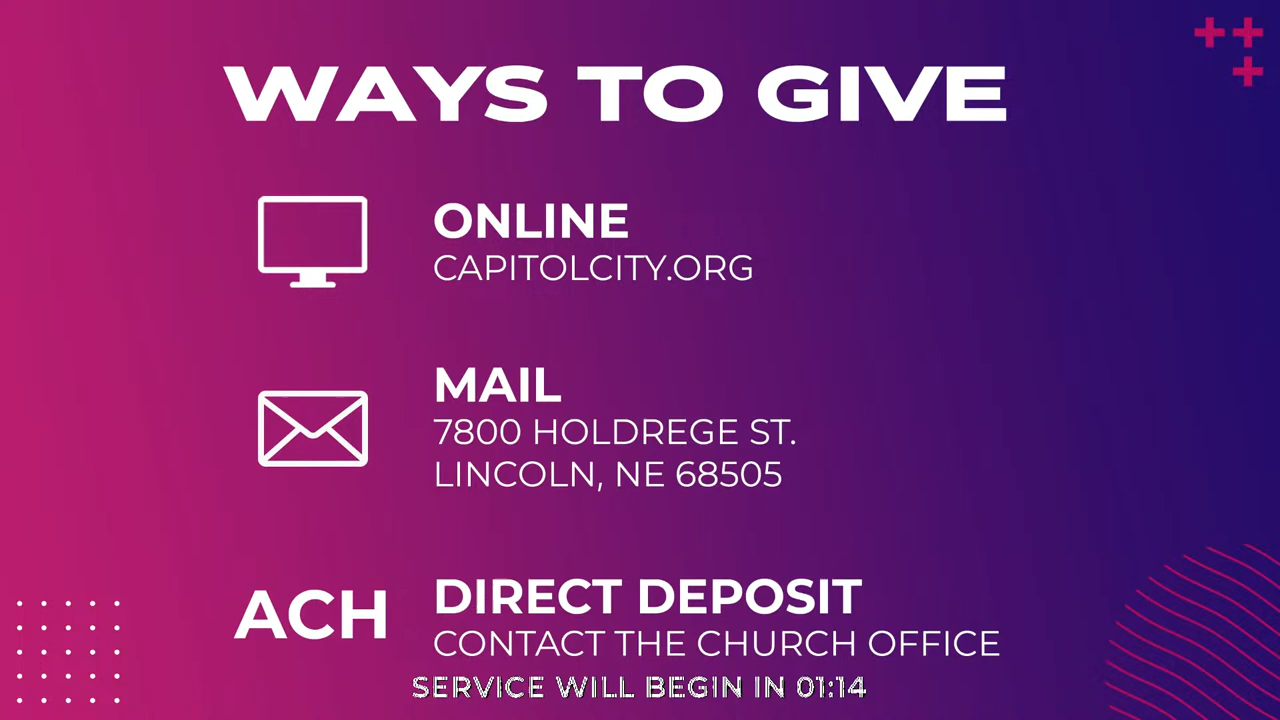 WAYS TO GIVE
ONLINE
CAPITOLCITY.ORG
MAIL
7800 HOLDREGE ST.
LINCOLN, NE 68505
ACH
DIRECT DEPOSIT
CONTACT THE CHURCH OFFICE
SERVICE WILL BEGIN IN 01:14